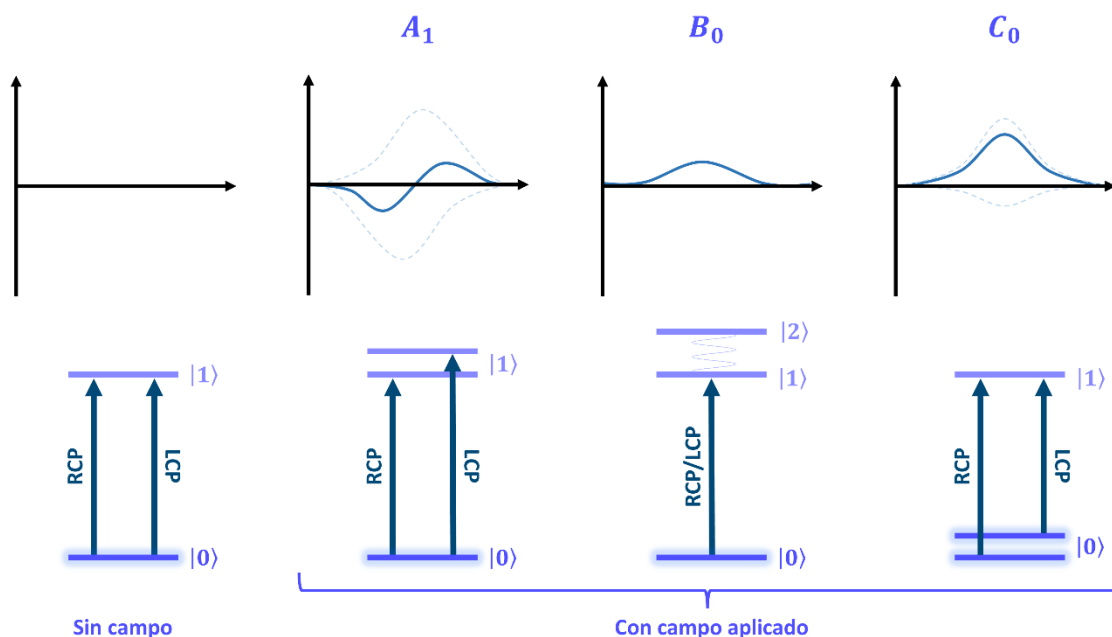 A₁
B₀
C₀
|1⟩
RCP
LCP
|0⟩
|1⟩
RCP
LCP
|0⟩
|2⟩
|1⟩
RCP/LCP
|0⟩
|1⟩
RCP
LCP
|0⟩
Sin campo
Con campo aplicado